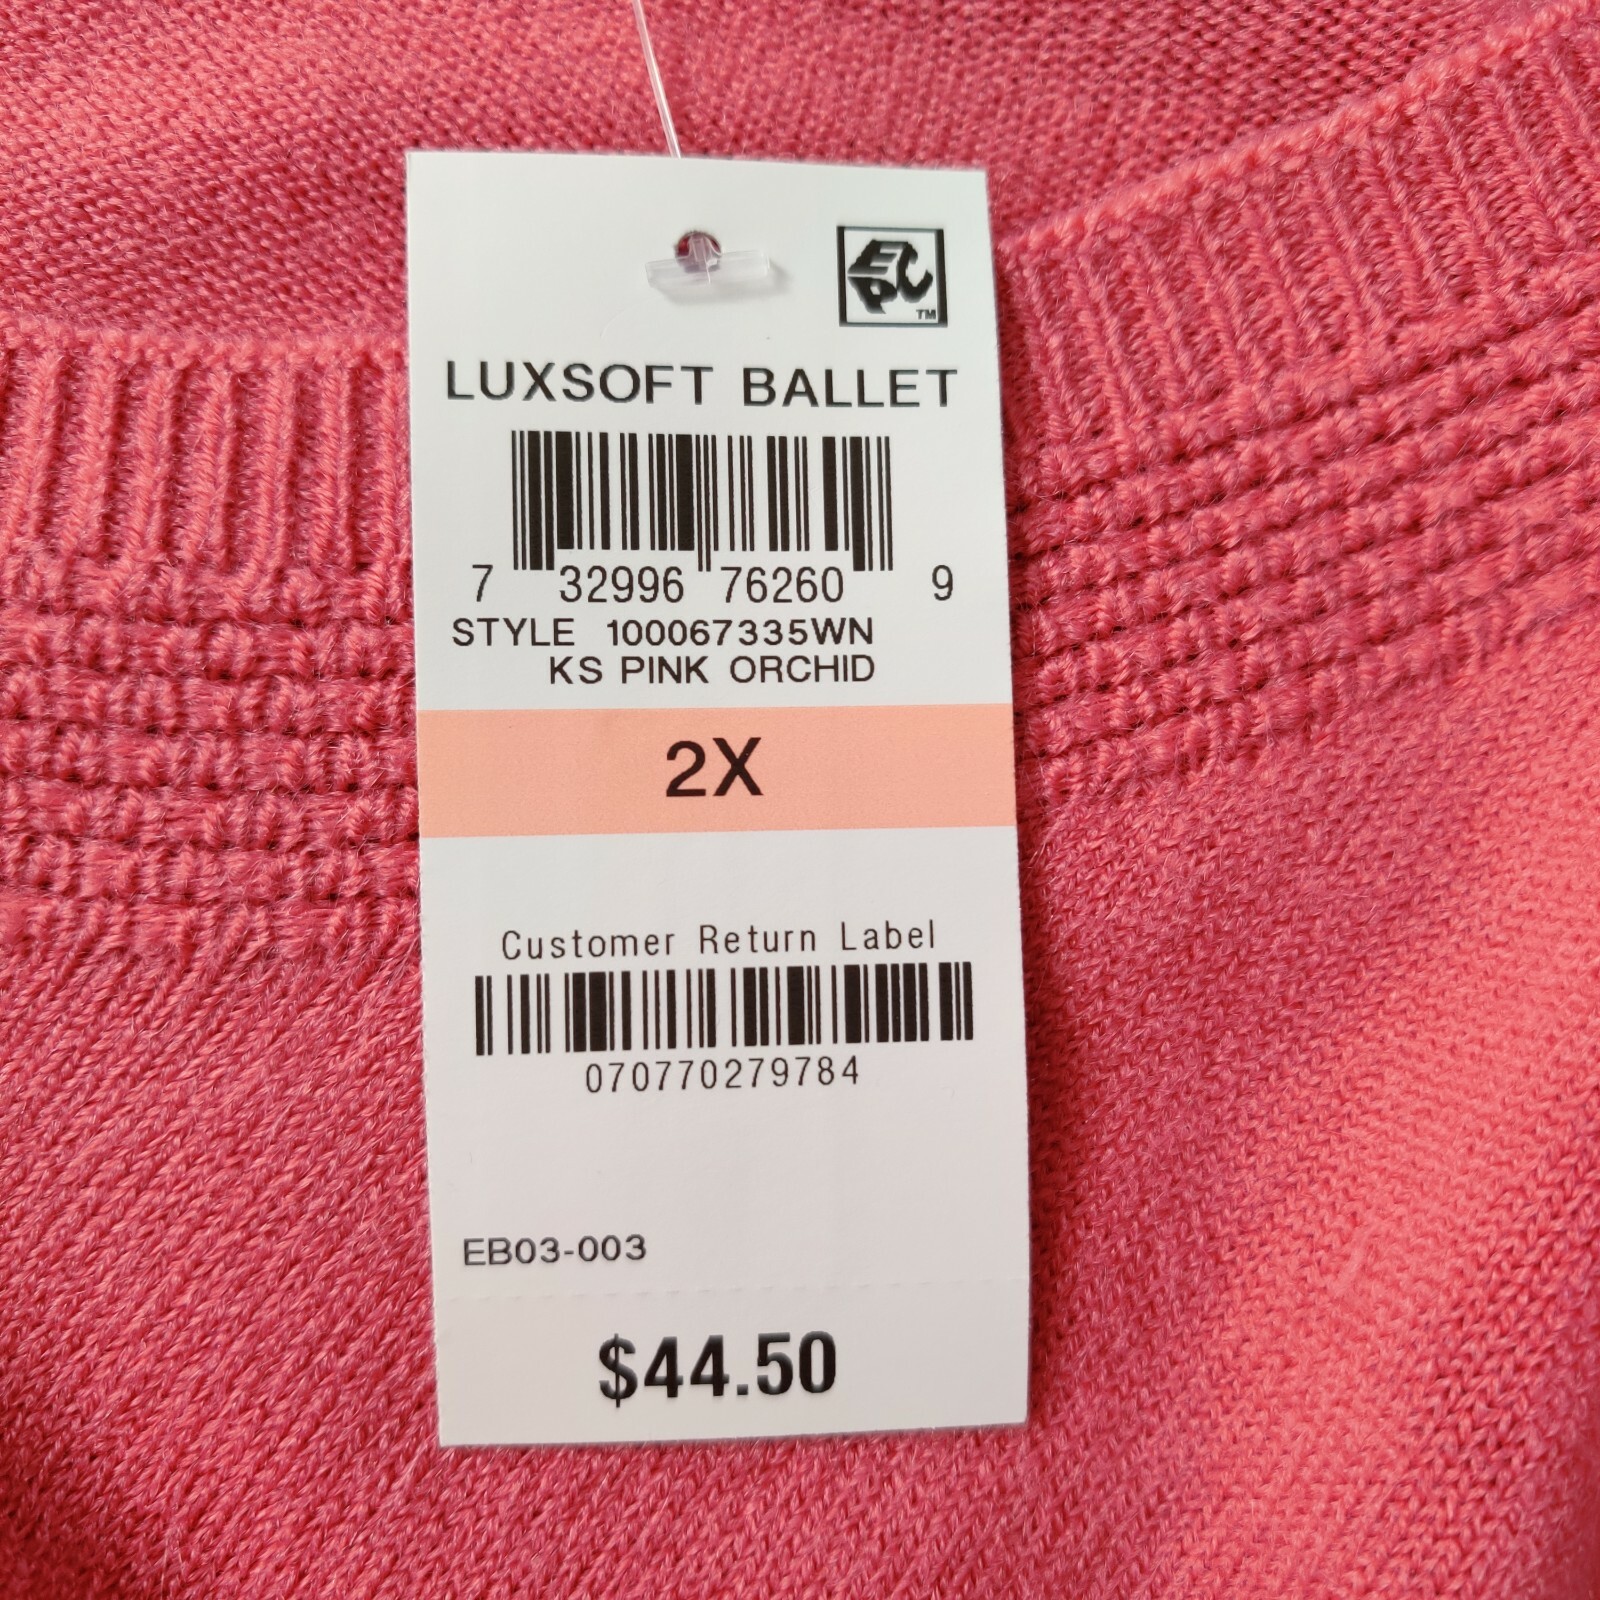 EPC™
LUXSOFT BALLET
7 32996 76260 9
STYLE 100067335WN
KS PINK ORCHID
2X
Customer Return Label
070770279784
EB03-003
$44.50